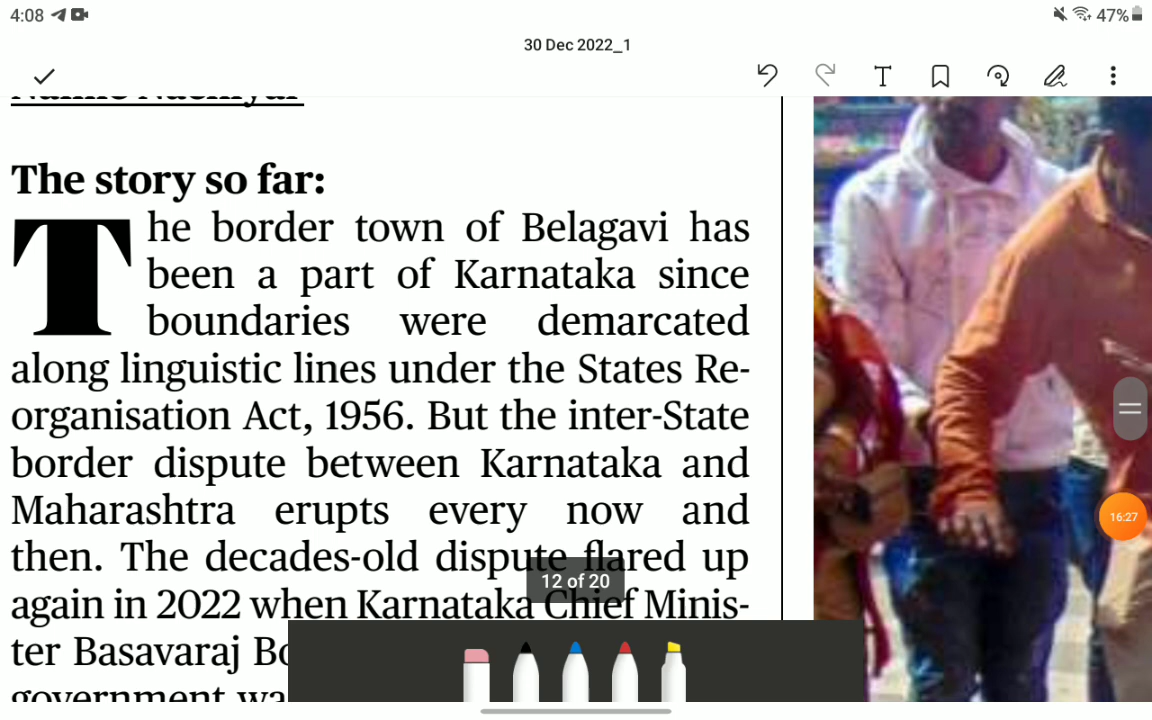 4:08
47%
30 Dec 2022_1
The story so far:
The border town of Belagavi has
been a part of Karnataka since
boundaries were demarcated
along linguistic lines under the States Re-
organisation Act, 1956. But the inter-State
border dispute between Karnataka and
Maharashtra erupts every now and
then. The decades-old dispute flared up
12 of 20
again in 2022 when Karnataka Chief Minis-
ter Basavaraj
government
16:27